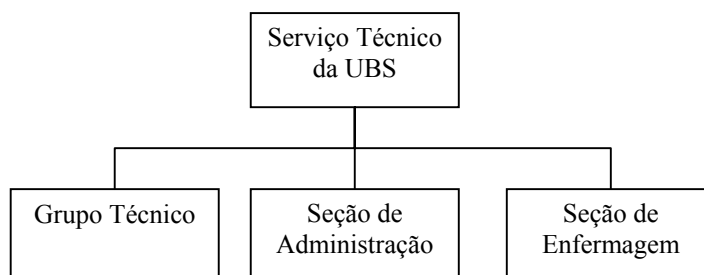 Serviço Técnico
da UBS
Grupo Técnico
Seção de
Administração
Seção de
Enfermagem